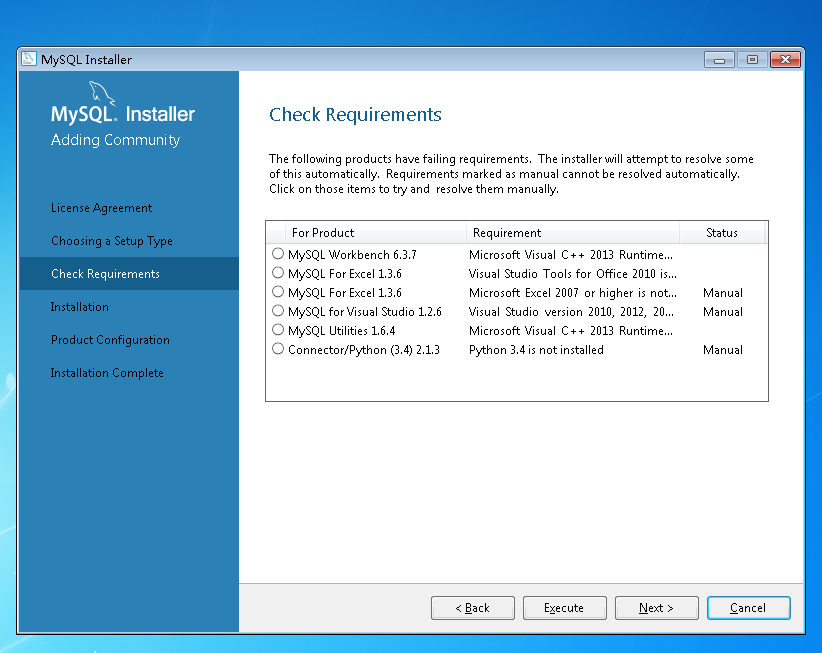 MySQL Installer
MySQL. Installer
Adding Community
License Agreement
Choosing a Setup Type
Check Requirements
Installation
Product Configuration
Installation Complete
Check Requirements
The following products have failing requirements. The installer will attempt to resolve some
of this automatically. Requirements marked as manual cannot be resolved automatically.
Click on those items to try and resolve them manually.
For Product Requirement Status
MySQL Workbench 6.3.7 Microsoft Visual C++ 2013 Runtime...
MySQL For Excel 1.3.6 Visual Studio Tools for Office 2010 is...
MySQL For Excel 1.3.6 Microsoft Excel 2007 or higher is not... Manual
MySQL for Visual Studio 1.2.6 Visual Studio version 2010, 2012, 20... Manual
MySQL Utilities 1.6.4 Microsoft Visual C++ 2013 Runtime...
Connector/Python (3.4) 2.1.3 Python 3.4 is not installed Manual
< Back Execute Next > Cancel